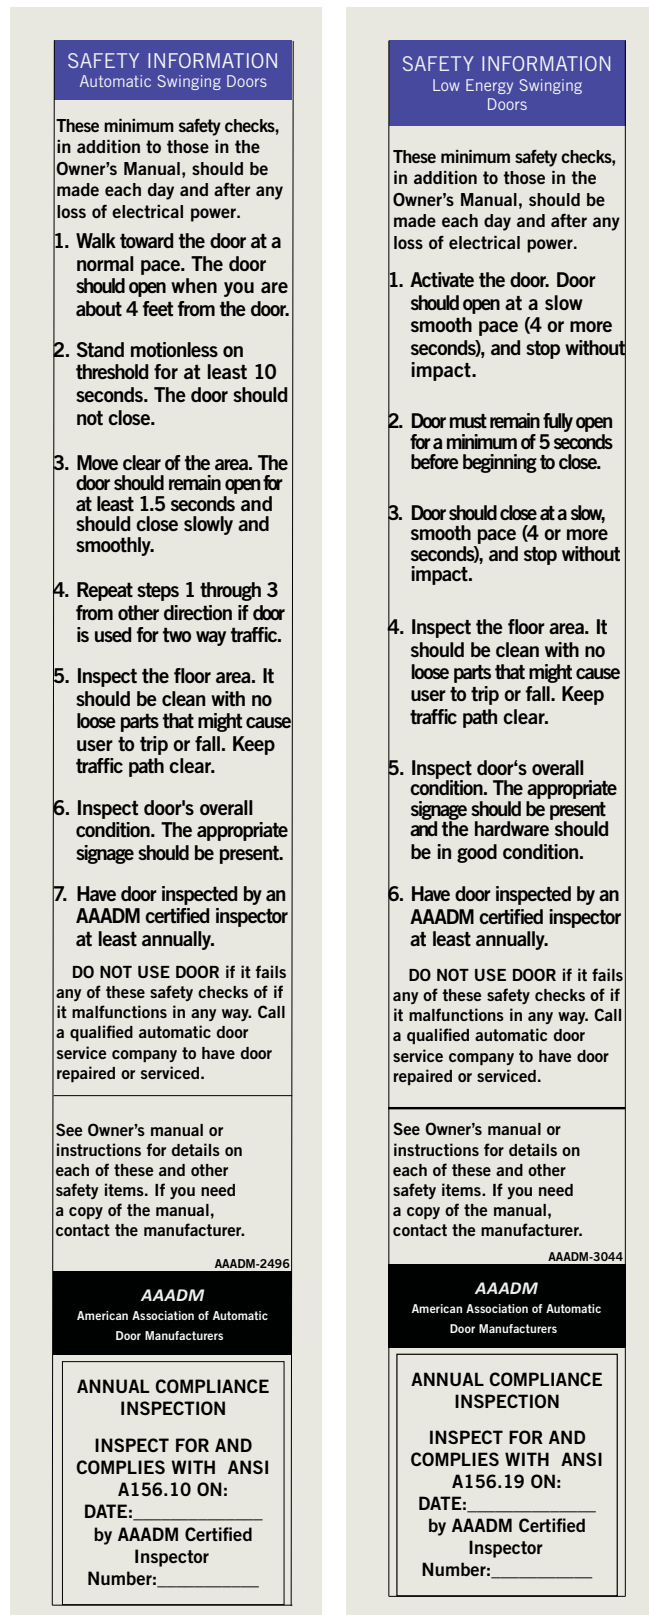 SAFETY INFORMATION
Automatic Swinging Doors
These minimum safety checks,
in addition to those in the
Owner’s Manual, should be
made each day and after any
loss of electrical power.
1. Walk toward the door at a
normal pace. The door
should open when you are
about 4 feet from the door.
2. Stand motionless on
threshold for at least 10
seconds. The door should
not close.
3. Move clear of the area. The
door should remain open for
at least 1.5 seconds and
should close slowly and
smoothly.
4. Repeat steps 1 through 3
from other direction if door
is used for two way traffic.
5. Inspect the floor area. It
should be clean with no
loose parts that might cause
user to trip or fall. Keep
traffic path clear.
6. Inspect door's overall
condition. The appropriate
signage should be present.
7. Have door inspected by an
AAADM certified inspector
at least annually.
DO NOT USE DOOR if it fails
any of these safety checks of if
it malfunctions in any way. Call
a qualified automatic door
service company to have door
repaired or serviced.
See Owner’s manual or
instructions for details on
each of these and other
safety items. If you need
a copy of the manual,
contact the manufacturer.
AAADM-2496
AAADM
American Association of Automatic
Door Manufacturers
ANNUAL COMPLIANCE
INSPECTION
INSPECT FOR AND
COMPLIES WITH ANSI
A156.10 ON:
DATE:______________
by AAADM Certified
Inspector
Number:___________
SAFETY INFORMATION
Low Energy Swinging
Doors
These minimum safety checks,
in addition to those in the
Owner’s Manual, should be
made each day and after any
loss of electrical power.
1. Activate the door. Door
should open at a slow
smooth pace (4 or more
seconds), and stop without
impact.
2. Door must remain fully open
for a minimum of 5 seconds
before beginning to close.
3. Door should close at a slow,
smooth pace (4 or more
seconds), and stop without
impact.
4. Inspect the floor area. It
should be clean with no
loose parts that might cause
user to trip or fall. Keep
traffic path clear.
5. Inspect door‘s overall
condition. The appropriate
signage should be present
and the hardware should
be in good condition.
6. Have door inspected by an
AAADM certified inspector
at least annually.
DO NOT USE DOOR if it fails
any of these safety checks of if
it malfunctions in any way. Call
a qualified automatic door
service company to have door
repaired or serviced.
See Owner’s manual or
instructions for details on
each of these and other
safety items. If you need
a copy of the manual,
contact the manufacturer.
AAADM-3044
AAADM
American Association of Automatic
Door Manufacturers
ANNUAL COMPLIANCE
INSPECTION
INSPECT FOR AND
COMPLIES WITH ANSI
A156.19 ON:
DATE:______________
by AAADM Certified
Inspector
Number:___________